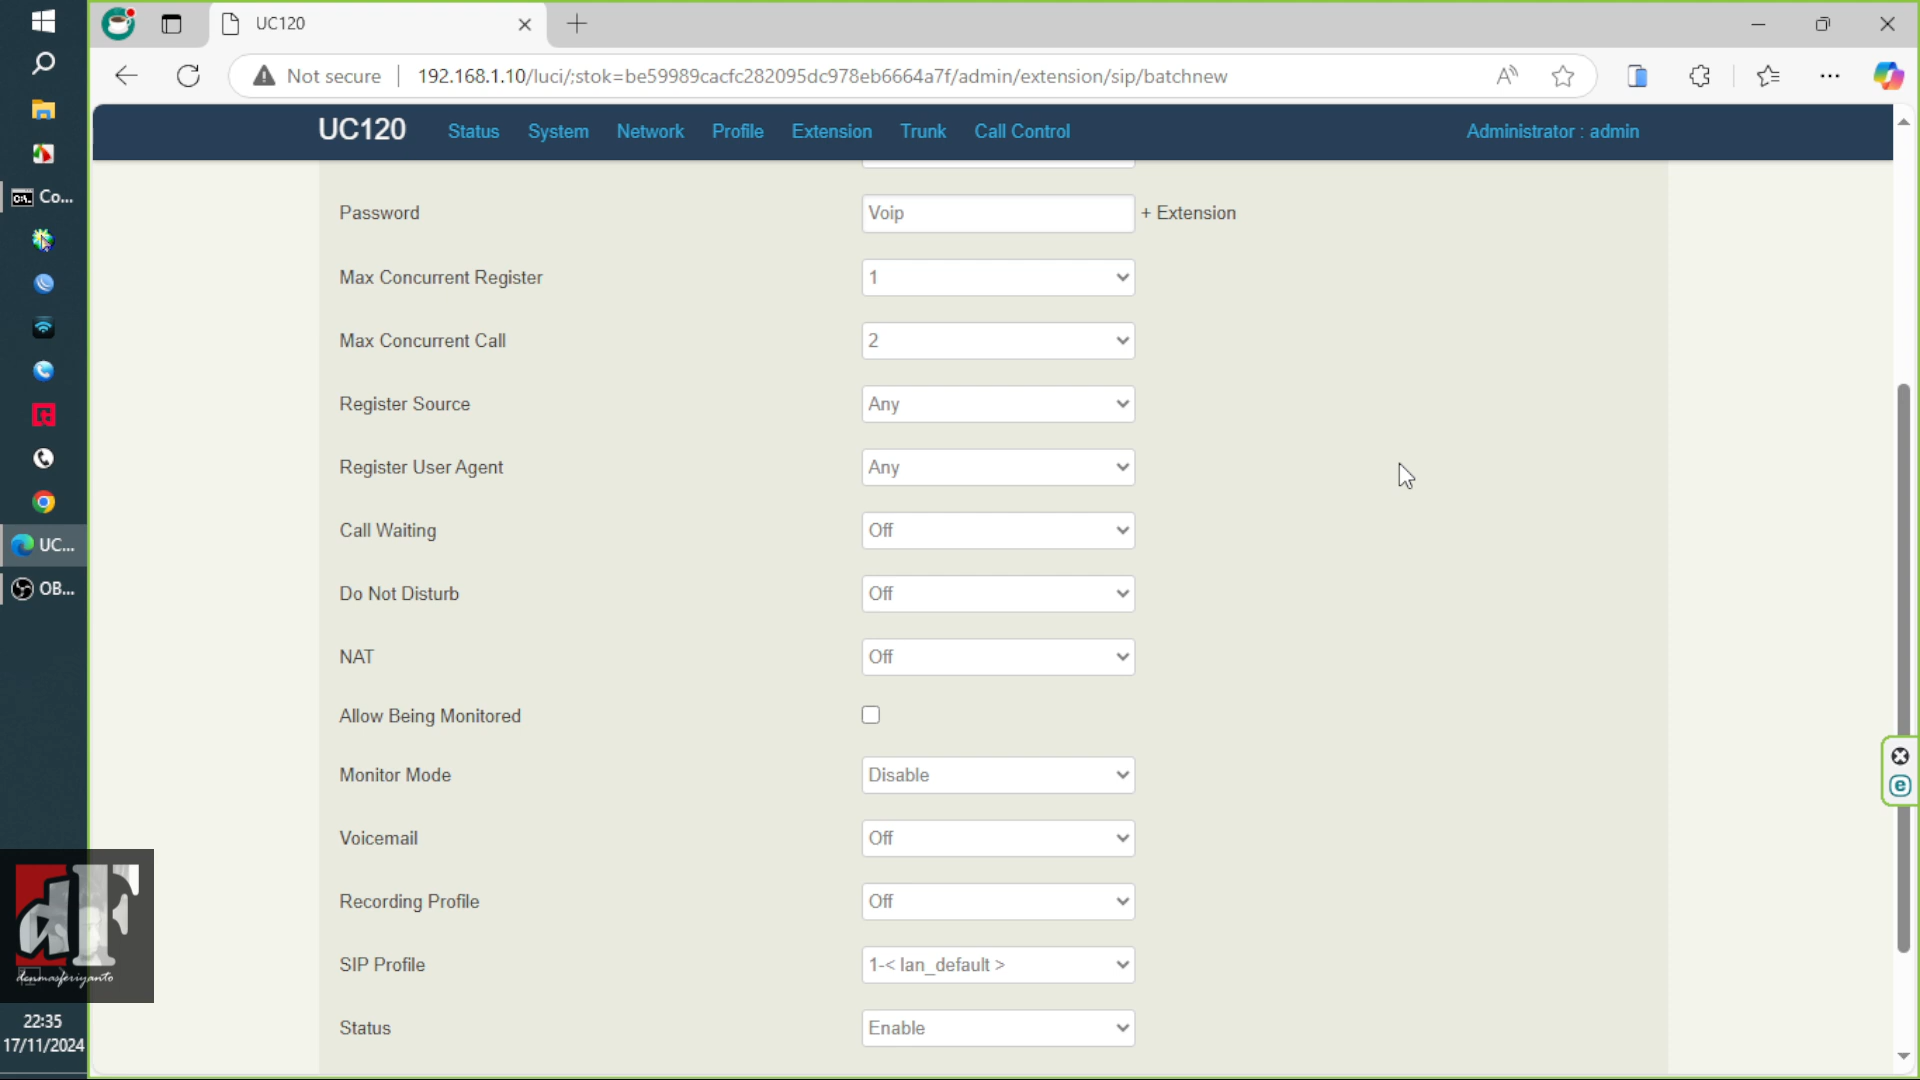 UC120
Not secure
192.168.1.10/luci/;stok=be59989cacfc282095dc978eb6664a7f/admin/extension/sip/batchnew
UC120
Status
System
Network
Profile
Extension
Trunk
Call Control
Administrator : admin
Co...
UC...
OB...
Password
Voip
+ Extension
Max Concurrent Register
1
Max Concurrent Call
2
Register Source
Any
Register User Agent
Any
Call Waiting
Off
Do Not Disturb
Off
NAT
Off
Allow Being Monitored
Monitor Mode
Disable
Voicemail
Off
Recording Profile
Off
SIP Profile
1-< lan_default >
Status
Enable
dF
denmasferiyanto
22:35
17/11/2024